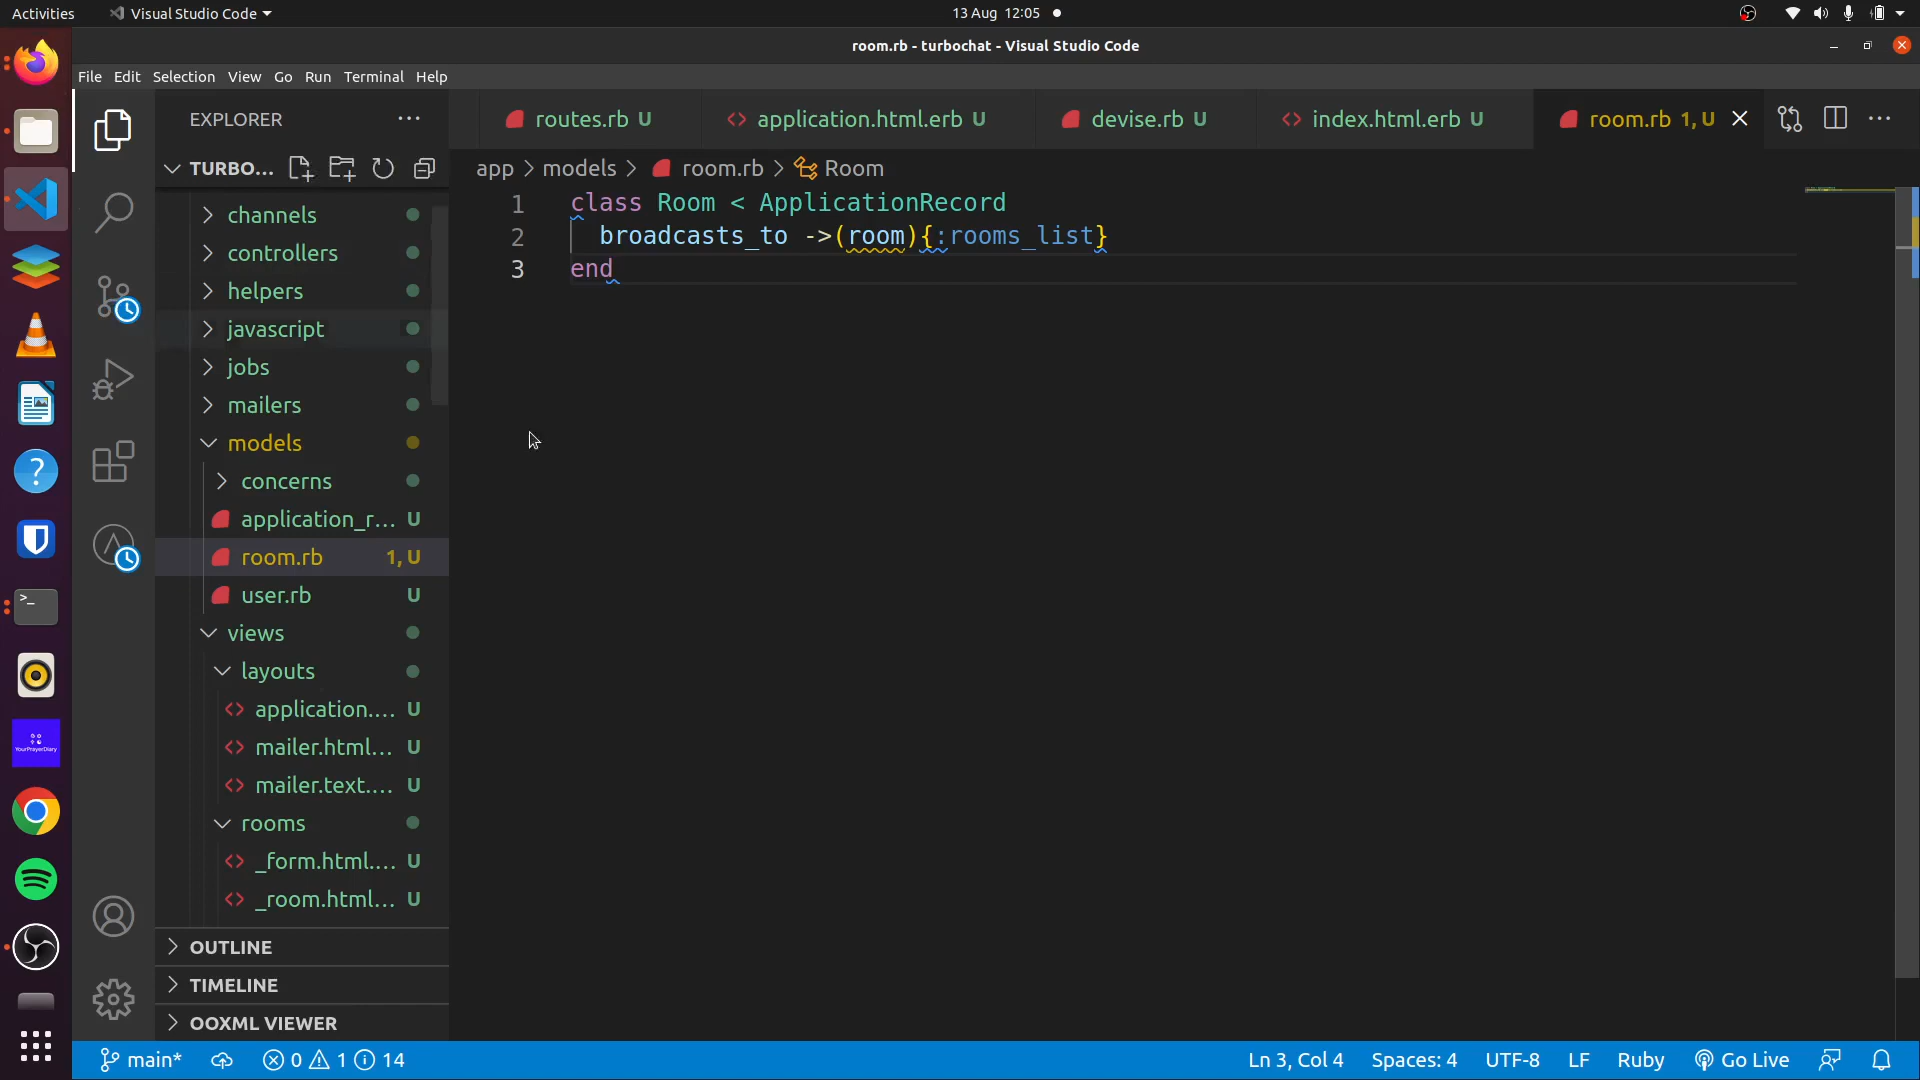 Activities
Visual Studio Code
13 Aug 12:05
room.rb - turbochat - Visual Studio Code
File Edit Selection View Go Run Terminal Help
EXPLORER
routes.rb U
application.html.erb U
devise.rb U
index.html.erb U
room.rb 1, U
TURBO...
app > models > room.rb > Room
channels
controllers
helpers
javascript
jobs
mailers
models
concerns
application_r... U
room.rb 1, U
user.rb U
views
layouts
application.... U
mailer.html... U
mailer.text.... U
rooms
_form.html.... U
_room.html... U
OUTLINE
TIMELINE
OOXML VIEWER
1 class Room < ApplicationRecord
2 broadcasts_to ->(room){:rooms_list}
3 end
YourPrayerDiary
main* 0 1 14
Ln 3, Col 4 Spaces: 4 UTF-8 LF Ruby Go Live